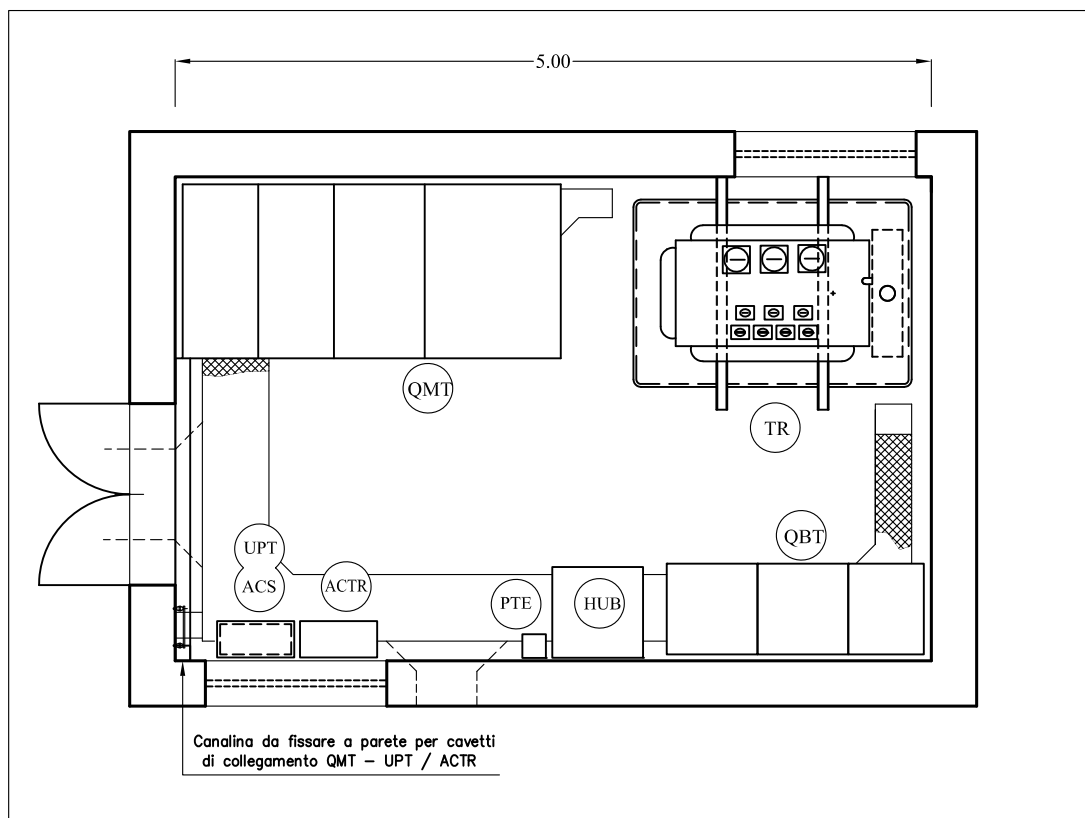 5.00
QMT
TR
UPT
QBT
ACS
ACTR
PTE
HUB
Canalina da fissare a parete per cavetti
di collegamento QMT – UPT / ACTR